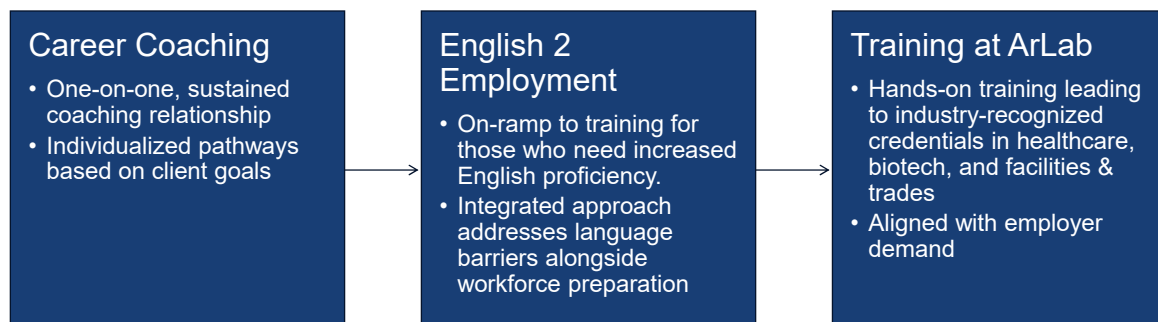 Career Coaching
• One-on-one, sustained
coaching relationship
• Individualized pathways
based on client goals
English 2
Employment
• On-ramp to training for
those who need increased
English proficiency.
• Integrated approach
addresses language
barriers alongside
workforce preparation
Training at ArLab
• Hands-on training leading
to industry-recognized
credentials in healthcare,
biotech, and facilities &
trades
• Aligned with employer
demand